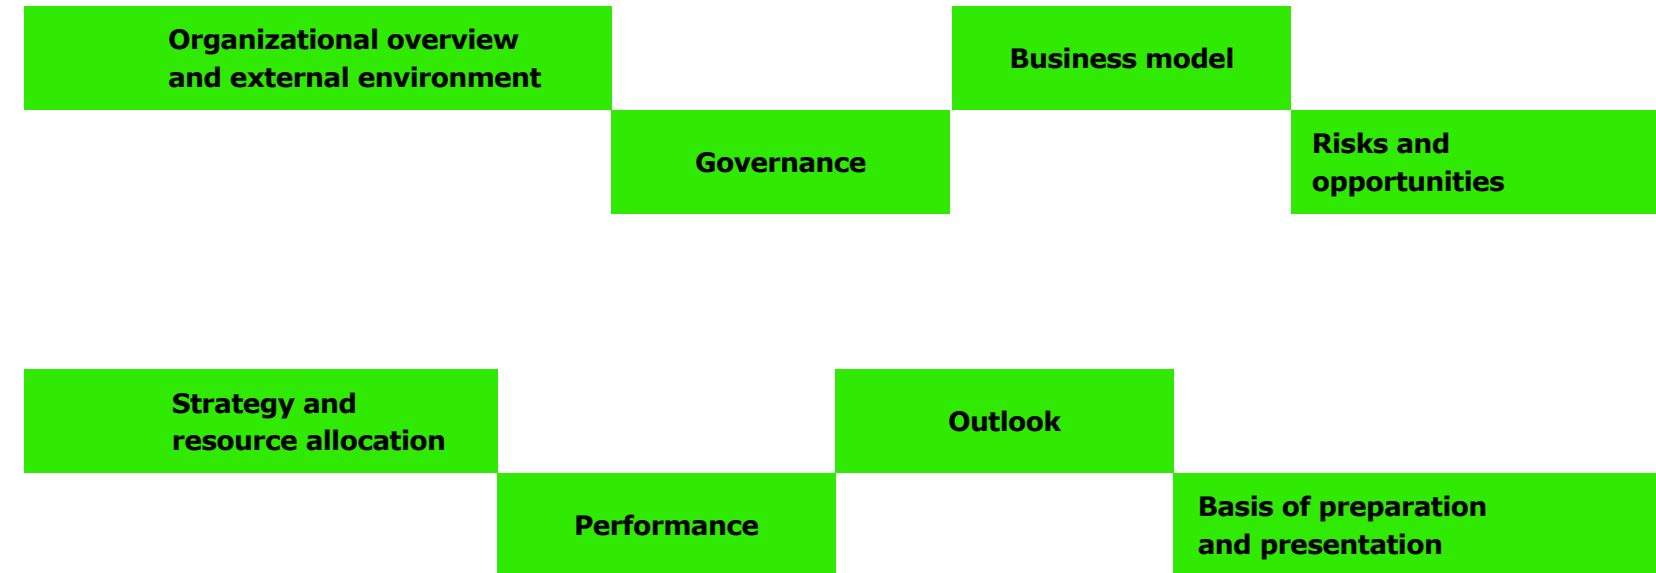 Organizational overview
and external environment
Governance
Business model
Risks and
opportunities
Strategy and
resource allocation
Performance
Outlook
Basis of preparation
and presentation